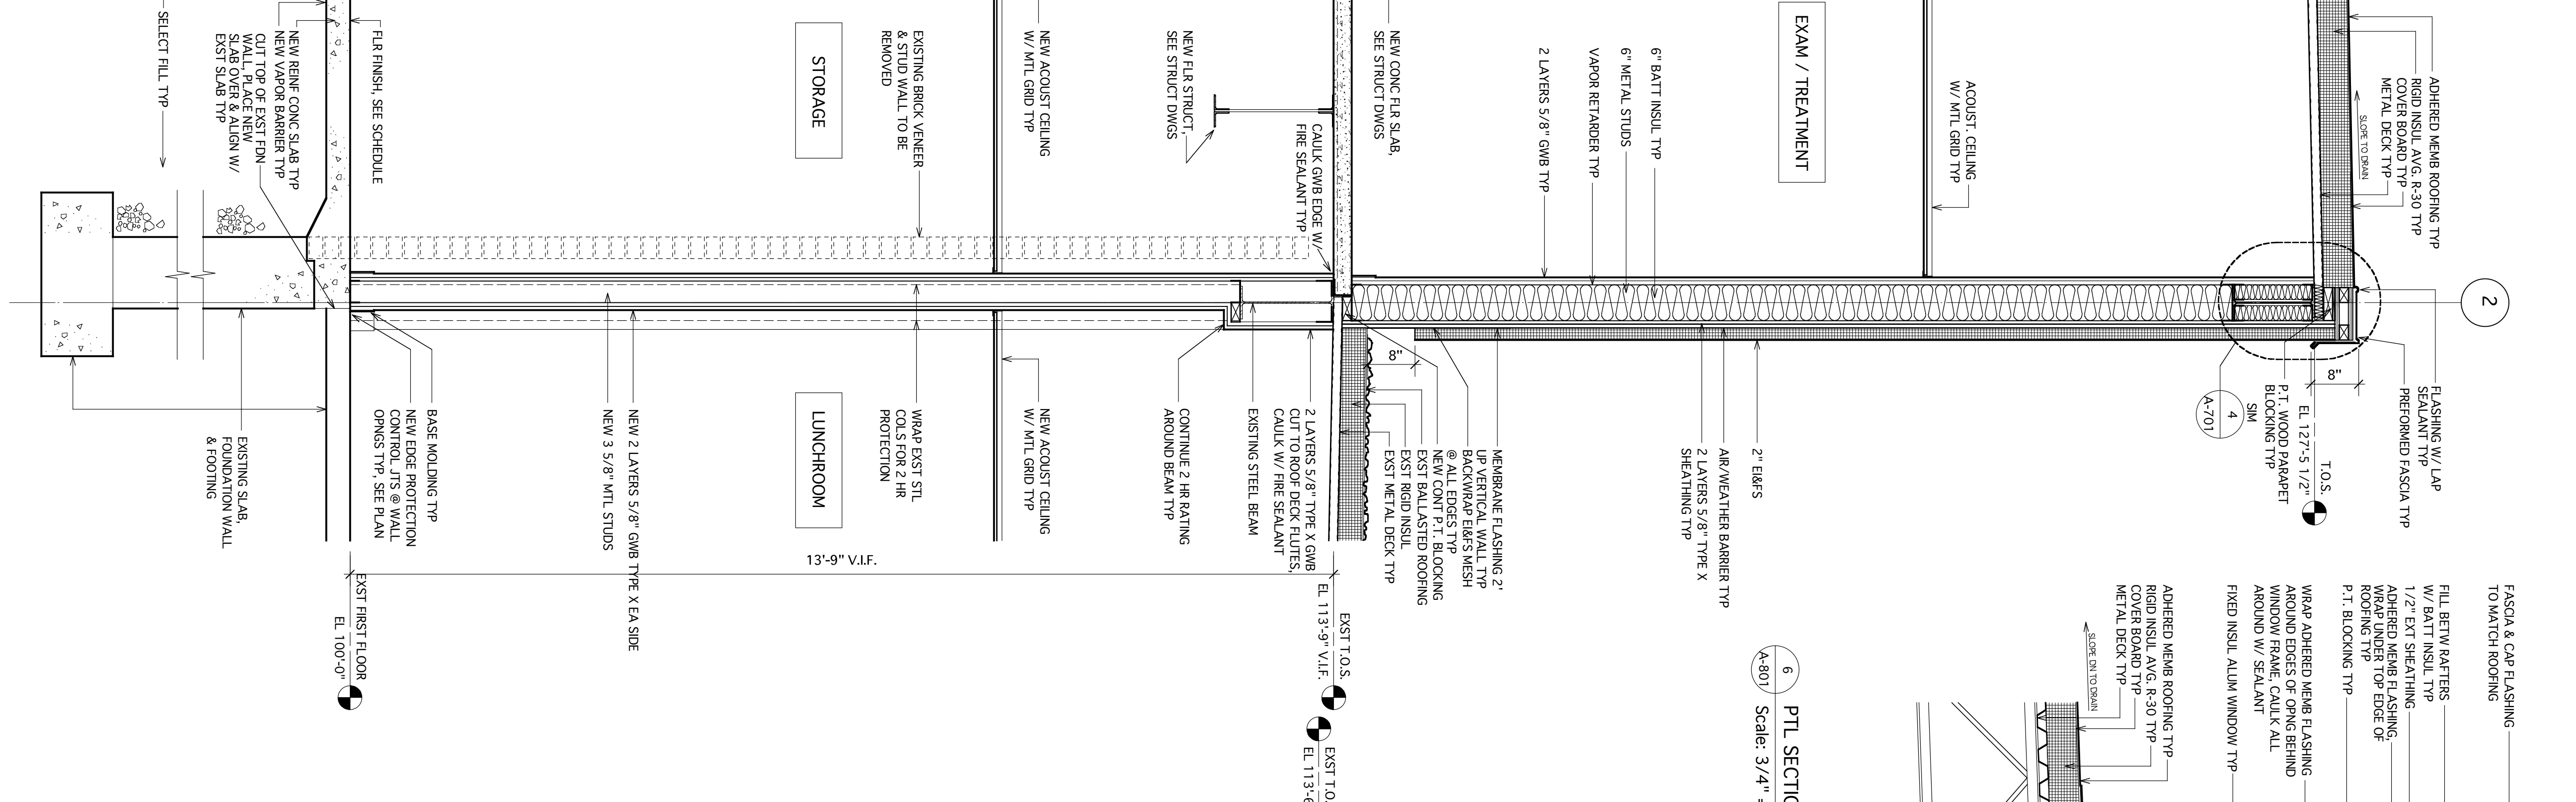 ADHERED MEMB ROOFING TYP
RIGID INSUL AVG. R-30 TYP
COVER BOARD TYP
METAL DECK TYP
SLOPE TO DRAIN
2
FLASHING W/ LAP
SEALANT TYP
PREFORMED FASCIA TYP
8"
T.O.S.
EL 127'-5 1/2"
P.T. WOOD PARAPET
BLOCKING TYP
SIM
4
A-701
ACOUST. CEILING
W/ MTL GRID TYP
EXAM / TREATMENT
6" BATT INSUL TYP
6" METAL STUDS
VAPOR RETARDER TYP
2 LAYERS 5/8" GWB TYP
2" EI&FS
AIR/WEATHER BARRIER TYP
2 LAYERS 5/8" TYPE X
SHEATHING TYP
MEMBRANE FLASHING 2'
UP VERTICAL WALL TYP
BACKWRAP EI&FS MESH
@ ALL EDGES TYP
NEW CONT P.T. BLOCKING
EXST BALLASTED ROOFING
EXST RIGID INSUL
EXST METAL DECK TYP
8"
NEW CONC FLR SLAB,
SEE STRUCT DWGS
CAULK GWB EDGE W/
FIRE SEALANT TYP
NEW FLR STRUCT,
SEE STRUCT DWGS
2 LAYERS 5/8" TYPE X GWB
CUT TO ROOF DECK FLUTES,
CAULK W/ FIRE SEALANT
EXISTING STEEL BEAM
CONTINUE 2 HR RATING
AROUND BEAM TYP
NEW ACOUST CEILING
W/ MTL GRID TYP
NEW ACOUST CEILING
W/ MTL GRID TYP
EXISTING BRICK VENEER
& STUD WALL TO BE
REMOVED
WRAP EXST STL
COLS FOR 2 HR
PROTECTION
STORAGE
LUNCHROOM
NEW 2 LAYERS 5/8" GWB TYPE X EA SIDE
NEW 3 5/8" MTL STUDS
13'-9" V.I.F.
BASE MOLDING TYP
NEW EDGE PROTECTION
CONTROL JTS @ WALL
OPNGS TYP, SEE PLAN
FLR FINISH, SEE SCHEDULE
NEW REINF CONC SLAB TYP
NEW VAPOR BARRIER TYP
CUT TOP OF EXST FDN
WALL, PLACE NEW
SLAB OVER & ALIGN W/
EXST SLAB TYP
SELECT FILL TYP
EXISTING SLAB,
FOUNDATION WALL
& FOOTING
EXST FIRST FLOOR
EL 100'-0"
EXST T.O.S.
EL 113'-9" V.I.F.
EXST T.O.
EL 113'-6
6
A-801
PTL SECTIO
Scale: 3/4" =
FASCIA & CAP FLASHING
TO MATCH ROOFING
FILL BETW RAFTERS
W/ BATT INSUL TYP
1/2" EXT SHEATHING
ADHERED MEMB FLASHING,
WRAP UNDER TOP EDGE OF
ROOFING TYP
P.T. BLOCKING TYP
WRAP ADHERED MEMB FLASHING
AROUND EDGES OF OPNG BEHIND
WINDOW FRAME, CAULK ALL
AROUND W/ SEALANT
FIXED INSUL ALUM WINDOW TYP
ADHERED MEMB ROOFING TYP
RIGID INSUL AVG. R-30 TYP
COVER BOARD TYP
METAL DECK TYP
SLOPE DN TO DRAIN